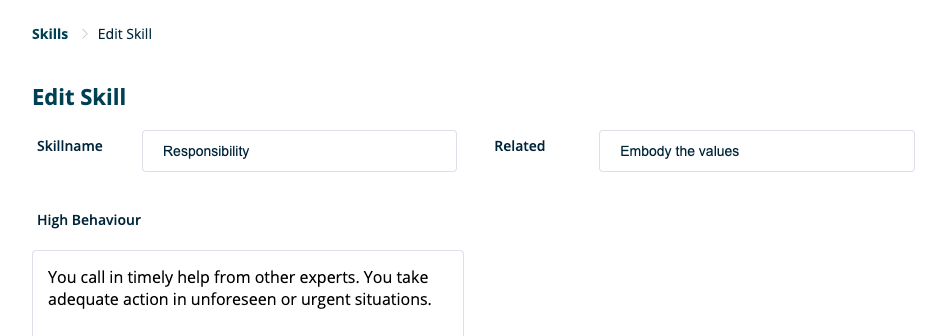 Skills > Edit Skill
Edit Skill
Skillname Responsibility Related Embody the values
High Behaviour
You call in timely help from other experts. You take
adequate action in unforeseen or urgent situations.